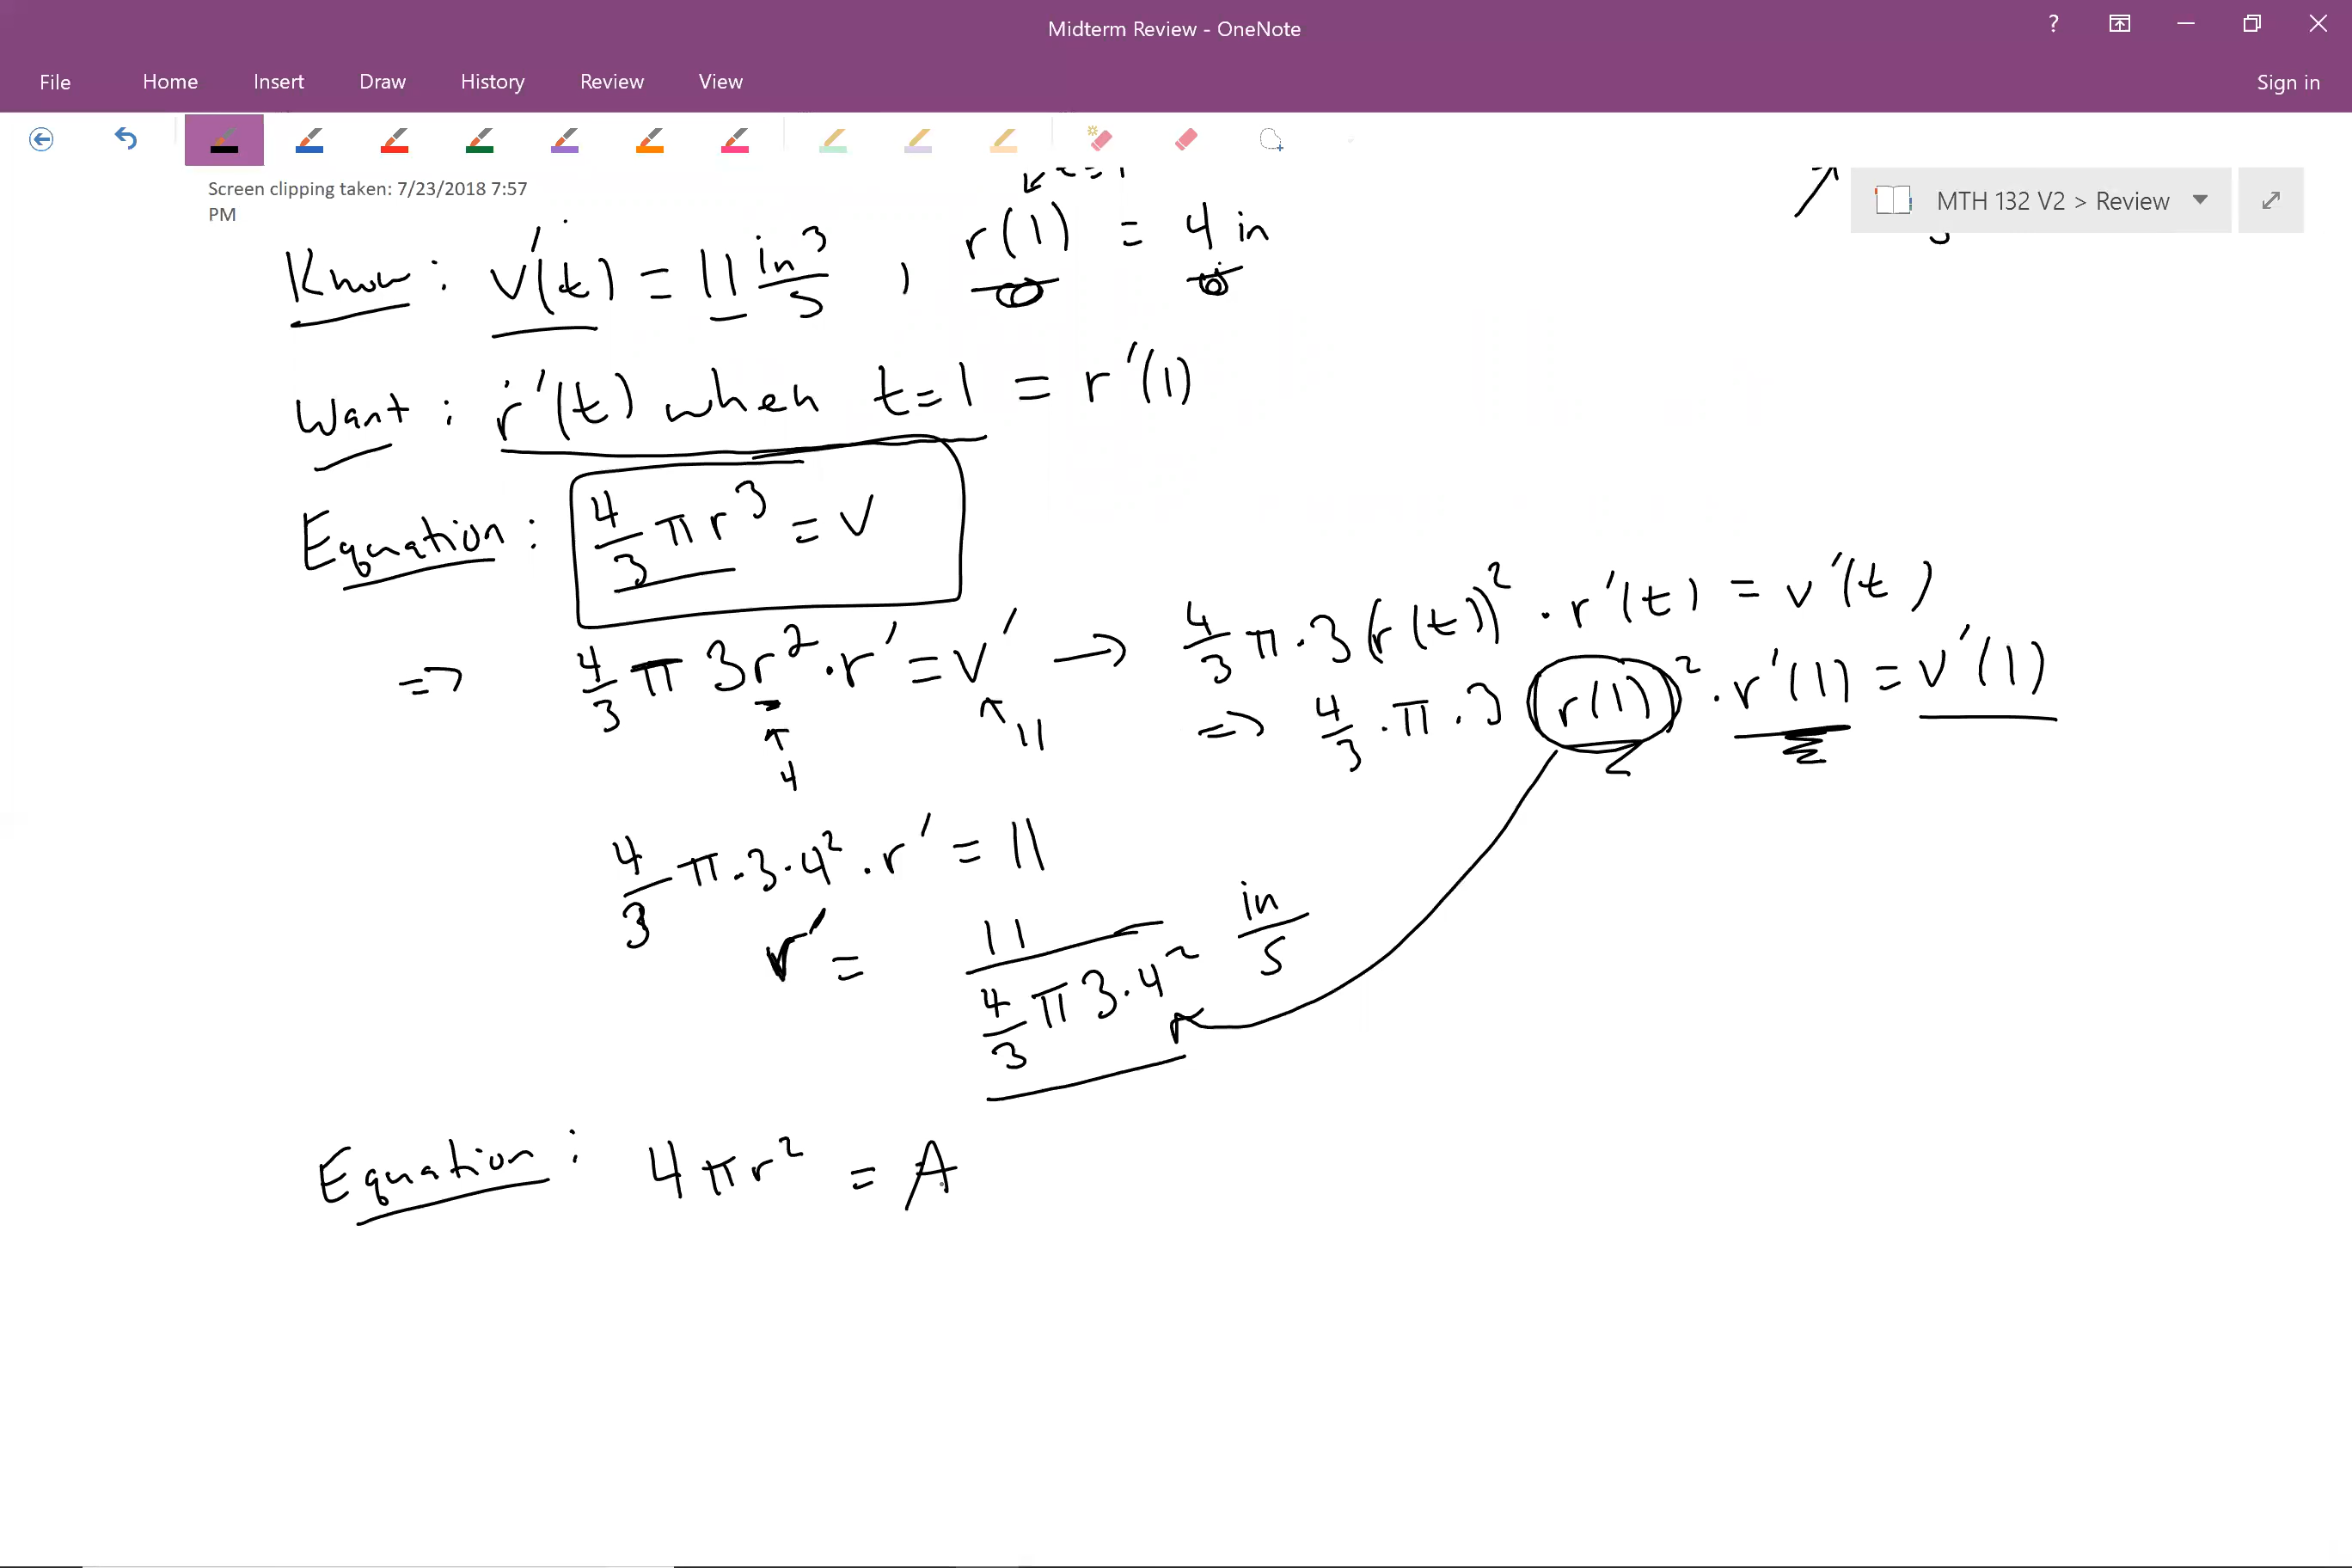 Midterm Review - OneNote
?
File Home Insert Draw History Review View Sign in
Screen clipping taken: 7/23/2018 7:57 PM
MTH 132 V2 > Review
Know: v'(t) = 11 in³/s , r(1) = 4 in
Want: r'(t) when t=1 = r'(1)
Equation: 4/3 πr³ = v
=> 4/3 π 3r² · r' = v' → 4/3 π · 3(r(t))² · r'(t) = v'(t)
4 11
=> 4/3 · π · 3 (r(1))² · r'(1) = v'(1)
4/3 π · 3 · 4² · r' = 11
r' = 11 / (4/3 π 3 · 4²) in/s
Equation: 4πr² = A